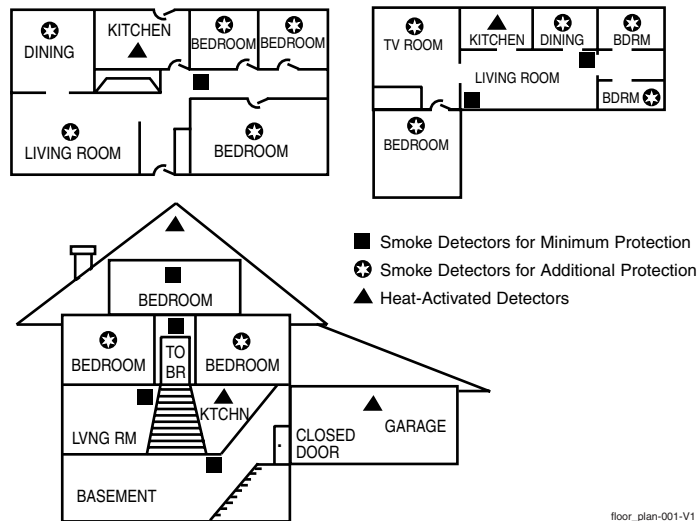 KITCHEN
DINING
BEDROOM
BEDROOM
LIVING ROOM
BEDROOM
TV ROOM
KITCHEN
DINING
BDRM
LIVING ROOM
BDRM
BEDROOM
Smoke Detectors for Minimum Protection
Smoke Detectors for Additional Protection
Heat-Activated Detectors
BEDROOM
BEDROOM
TO
BR
BEDROOM
LVNG RM
KTCHN
CLOSED
DOOR
GARAGE
BASEMENT
floor_plan-001-V1